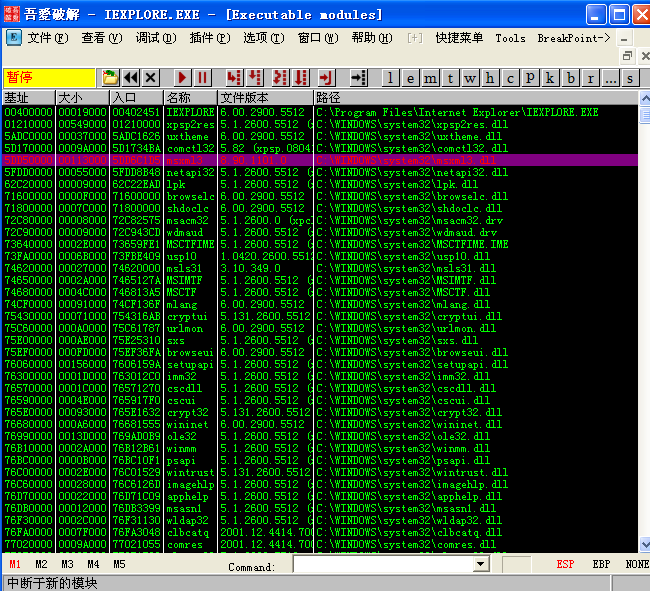 吾愛破解 - IEXPLORE.EXE - [Executable modules]
文件(F) 查看(V) 调试(D) 插件(P) 选项(T) 窗口(W) 帮助(H) [+] 快捷菜单 Tools BreakPoint->
暂停 l e m t w h c p k b r ... s
基址 大小 入口 名称 文件版本 路径
00400000 00019000 00402451 IEXPLORE 6.00.2900.5512 C:\Program Files\Internet Explorer\IEXPLORE.EXE
01210000 00549000 01210000 xpsp2res 5.1.2600.5512 ( C:\WINDOWS\system32\xpsp2res.dll
5ADC0000 00037000 5ADC1626 uxtheme 6.00.2900.5512 C:\WINDOWS\system32\uxtheme.dll
5D170000 0009A000 5D1734BA comctl32 5.82 (xpsp.0804 C:\WINDOWS\system32\comctl32.dll
C:\WINDOWS\system32\msxml3.dll
5FDD0000 00055000 5FDD8B48 netapi32 5.1.2600.5512 ( C:\WINDOWS\system32\netapi32.dll
62C20000 00009000 62C22EAD lpk 5.1.2600.5512 ( C:\WINDOWS\system32\lpk.dll
71600000 0000F000 71600000 browselc 6.00.2900.5512 C:\WINDOWS\system32\browselc.dll
71800000 0007C000 71800000 shdoclc 6.00.2900.5512 C:\WINDOWS\system32\shdoclc.dll
72C80000 00008000 72C82575 msacm32 5.1.2600.0 (xpc C:\WINDOWS\system32\msacm32.drv
72C90000 00009000 72C943CD wdmaud 5.1.2600.5512 ( C:\WINDOWS\system32\wdmaud.drv
73640000 0002E000 73659FE1 MSCTFIME 5.1.2600.5512 ( C:\WINDOWS\system32\MSCTFIME.IME
73FA0000 0006B000 73FBE409 usp10 1.0420.2600.5512 C:\WINDOWS\system32\usp10.dll
74620000 00027000 74620000 msls31 3.10.349.0 C:\WINDOWS\system32\msls31.dll
74650000 0002A000 7465127A MSIMTF 5.1.2600.5512 ( C:\WINDOWS\system32\MSIMTF.dll
74680000 0004C000 746813A5 MSCTF 5.1.2600.5512 ( C:\WINDOWS\system32\MSCTF.dll
74CF0000 00091000 74CF136F mlang 6.00.2900.5512 C:\WINDOWS\system32\mlang.dll
75430000 00071000 754316AB cryptui 5.131.2600.5512 C:\WINDOWS\system32\cryptui.dll
75C60000 000A0000 75C61787 urlmon 6.00.2900.5512 C:\WINDOWS\system32\urlmon.dll
75E00000 000AE000 75E25310 sxs 5.1.2600.5512 ( C:\WINDOWS\system32\sxs.dll
75EF0000 000FD000 75EF36FA browseui 6.00.2900.5512 C:\WINDOWS\system32\browseui.dll
76060000 00156000 7606159A setupapi 5.1.2600.5512 ( C:\WINDOWS\system32\setupapi.dll
76300000 0001D000 763012C0 imm32 5.1.2600.5512 ( C:\WINDOWS\system32\imm32.dll
76570000 0001C000 76571270 cscdll 5.1.2600.5512 ( C:\WINDOWS\system32\cscdll.dll
76590000 0004E000 765917F0 cscui 5.1.2600.5512 ( C:\WINDOWS\system32\cscui.dll
765E0000 00093000 765E1632 crypt32 5.131.2600.5512 C:\WINDOWS\system32\crypt32.dll
76680000 000A6000 76681555 wininet 6.00.2900.5512 C:\WINDOWS\system32\wininet.dll
76990000 0013D000 769AD0B9 ole32 5.1.2600.5512 ( C:\WINDOWS\system32\ole32.dll
76B10000 0002A000 76B12B61 winmm 5.1.2600.5512 ( C:\WINDOWS\system32\winmm.dll
76BC0000 0000B000 76BC10F1 psapi 5.1.2600.5512 ( C:\WINDOWS\system32\psapi.dll
76C00000 0002E000 76C01529 wintrust 5.131.2600.5512 C:\WINDOWS\system32\wintrust.dll
76C60000 00028000 76C6126D imagehlp 5.1.2600.5512 ( C:\WINDOWS\system32\imagehlp.dll
76D70000 00022000 76D71C09 apphelp 5.1.2600.5512 ( C:\WINDOWS\system32\apphelp.dll
76DB0000 00012000 76DB3399 msasn1 5.1.2600.5512 ( C:\WINDOWS\system32\msasn1.dll
76F30000 0002C000 76F31130 wldap32 5.1.2600.5512 ( C:\WINDOWS\system32\wldap32.dll
76FA0000 0007F000 76FA3048 clbcatq 2001.12.4414.700 C:\WINDOWS\system32\clbcatq.dll
77020000 0009A000 77021055 comres 2001.12.4414.700 C:\WINDOWS\system32\comres.dll
M1 M2 M3 M4 M5 Command: ESP EBP NONE
中断于新的模块